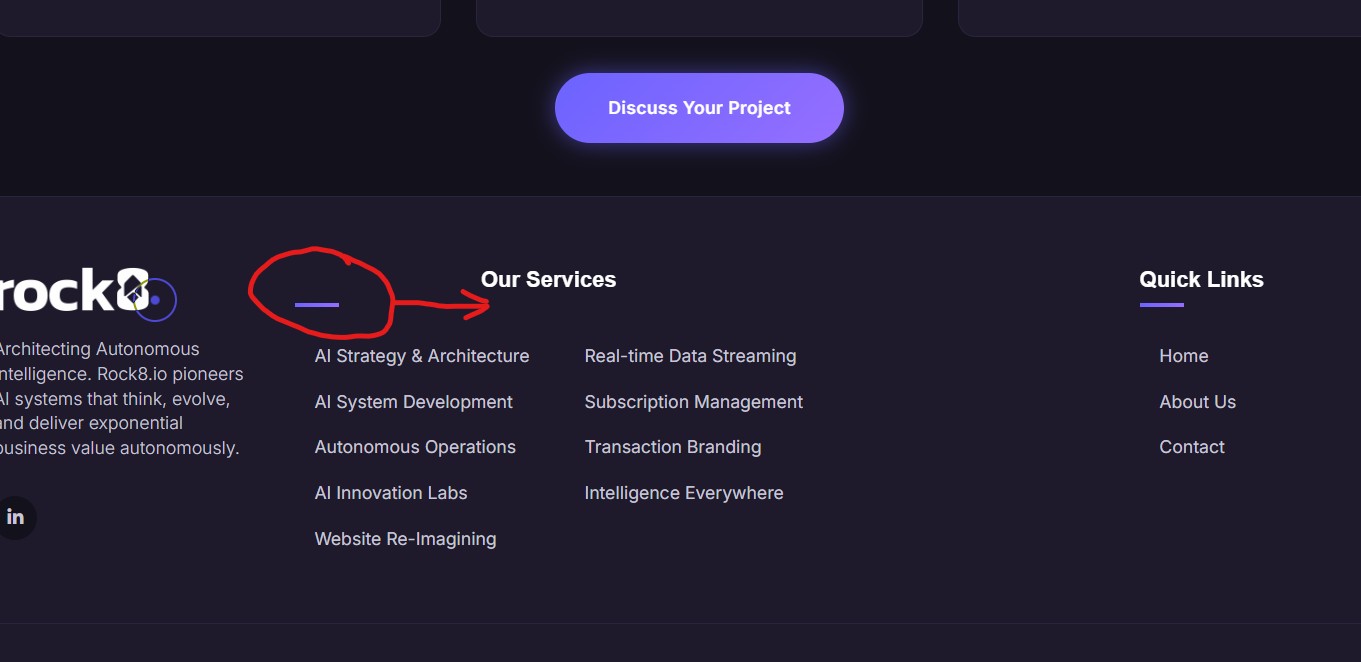 Discuss Your Project
rock8
Our Services
Quick Links
Architecting Autonomous
Intelligence. Rock8.io pioneers
AI systems that think, evolve,
and deliver exponential
business value autonomously.
AI Strategy & Architecture
AI System Development
Autonomous Operations
AI Innovation Labs
Website Re-Imagining
Real-time Data Streaming
Subscription Management
Transaction Branding
Intelligence Everywhere
Home
About Us
Contact
in